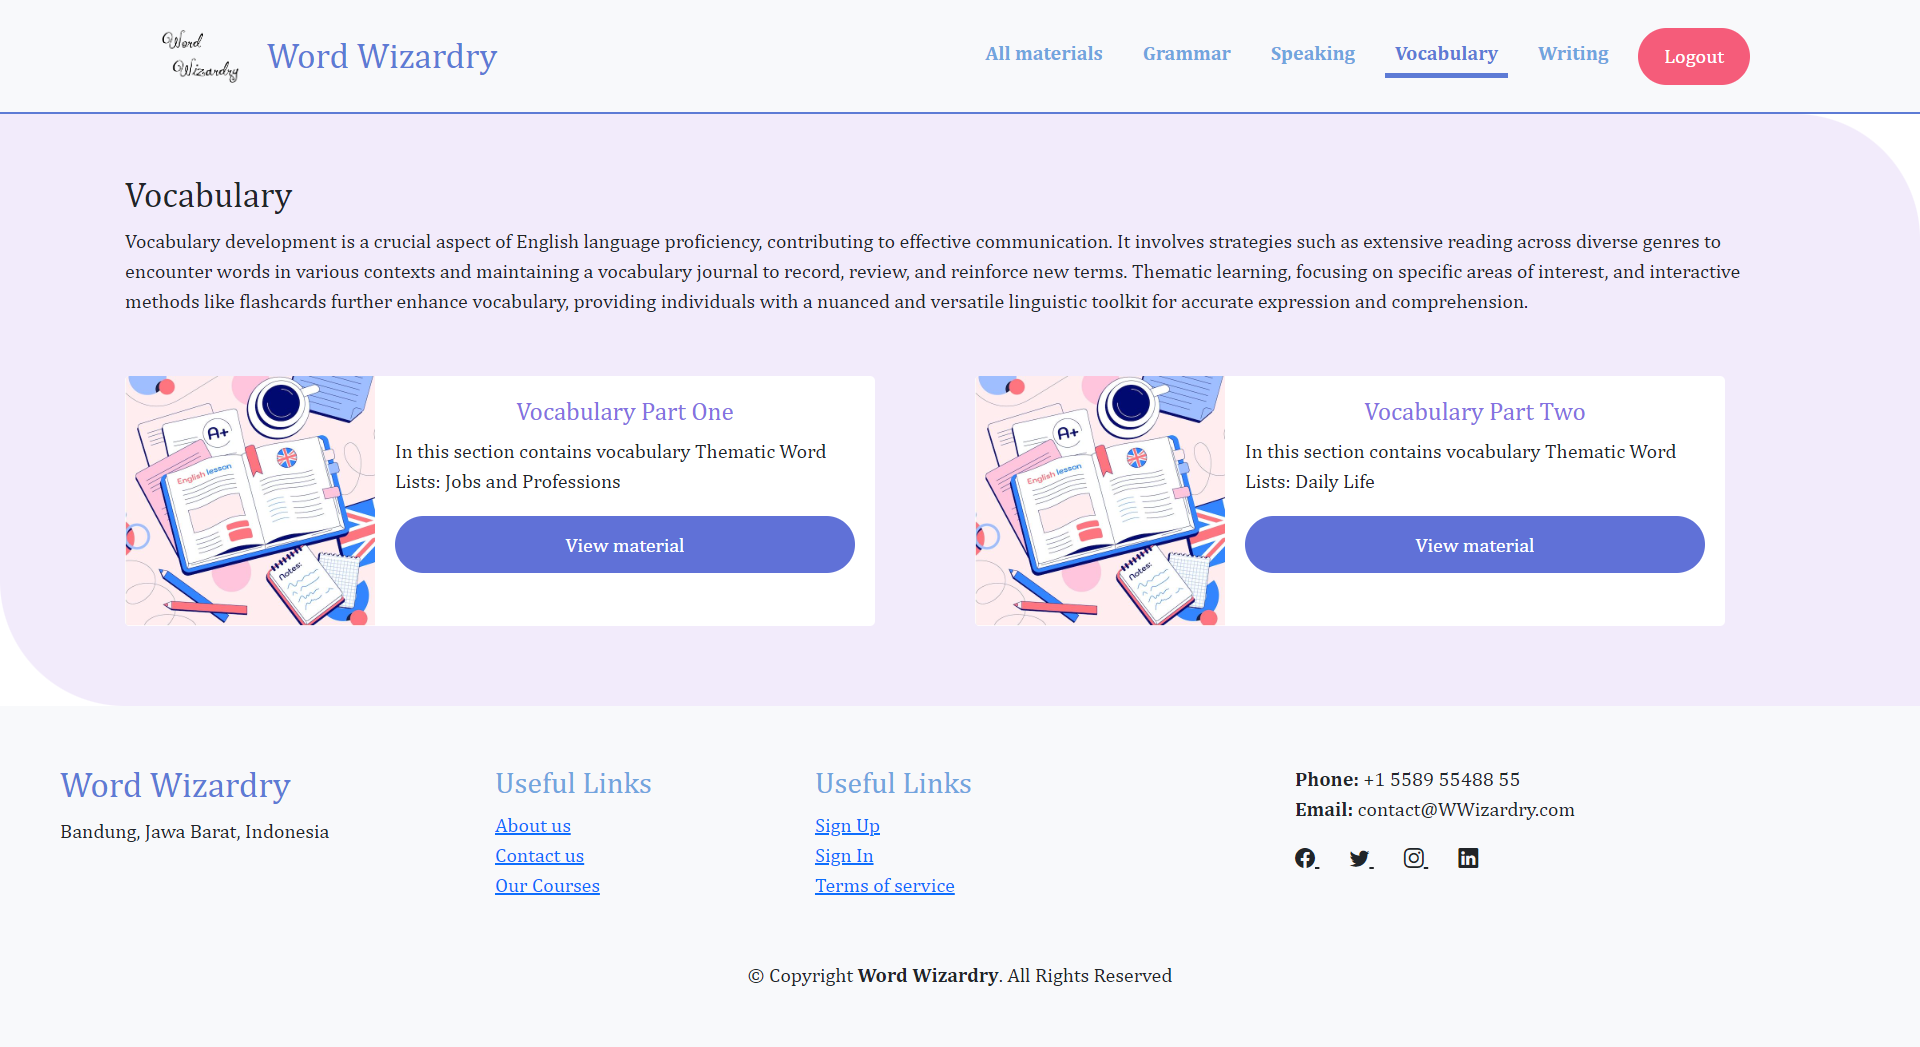 Word
Wizardry
Word Wizardry
All materials
Grammar
Speaking
Vocabulary
Writing
Logout
Vocabulary
Vocabulary development is a crucial aspect of English language proficiency, contributing to effective communication. It involves strategies such as extensive reading across diverse genres to
encounter words in various contexts and maintaining a vocabulary journal to record, review, and reinforce new terms. Thematic learning, focusing on specific areas of interest, and interactive
methods like flashcards further enhance vocabulary, providing individuals with a nuanced and versatile linguistic toolkit for accurate expression and comprehension.
A+
English lesson
Notes:
Vocabulary Part One
In this section contains vocabulary Thematic Word
Lists: Jobs and Professions
View material
A+
English lesson
Notes:
Vocabulary Part Two
In this section contains vocabulary Thematic Word
Lists: Daily Life
View material
Word Wizardry
Bandung, Jawa Barat, Indonesia
Useful Links
About us
Contact us
Our Courses
Useful Links
Sign Up
Sign In
Terms of service
Phone: +1 5589 55488 55
Email: contact@WWizardry.com
© Copyright Word Wizardry. All Rights Reserved